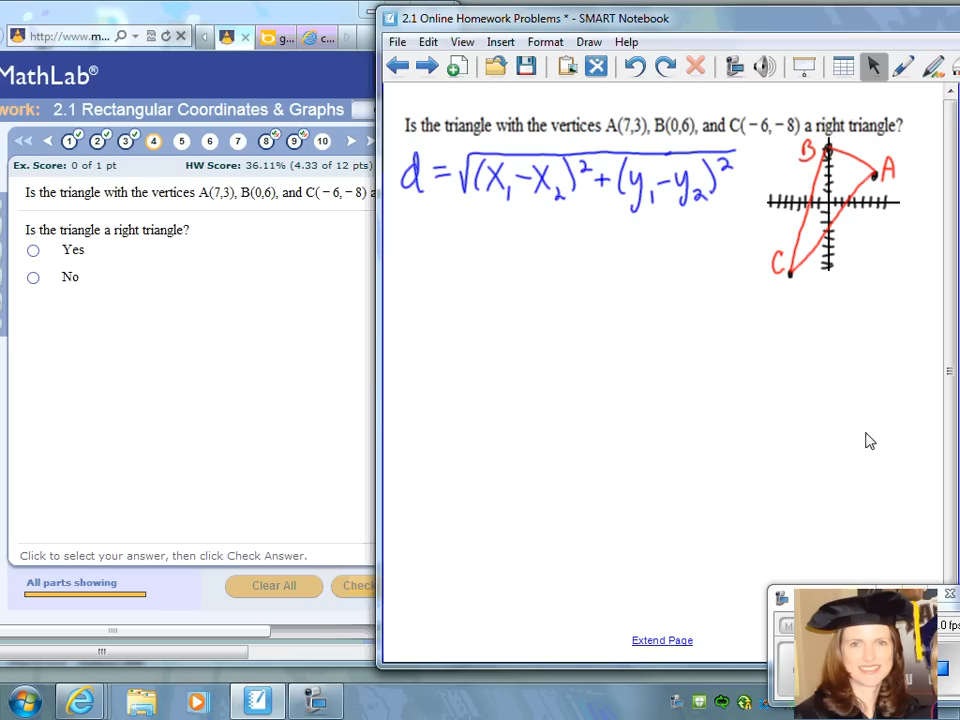 2.1 Online Homework Problems * - SMART Notebook
http://www.m...
g...
c...
File Edit View Insert Format Draw Help
MathLab®
work: 2.1 Rectangular Coordinates & Graphs
1 2 3 4 5 6 7 8 9 10
Ex. Score: 0 of 1 pt HW Score: 36.11% (4.33 of 12 pts)
Is the triangle with the vertices A(7,3), B(0,6), and C(−6,−8) a
Is the triangle a right triangle?
Yes
No
Click to select your answer, then click Check Answer.
All parts showing
Clear All
Check
Is the triangle with the vertices A(7,3), B(0,6), and C(−6,−8) a right triangle?
d = √(x₁-x₂)² + (y₁-y₂)²
B
A
C
Extend Page
M
.0 fps